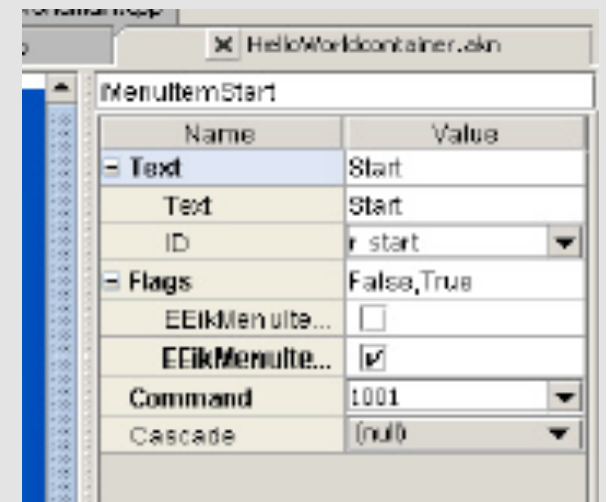 HelloWorldcontainer.akn
iMenuItemStart
Name Value
Text Start
Text Start
ID r_start
Flags False,True
EEikMenuIte...
EEikMenuIte...
Command 1001
Cascade (null)